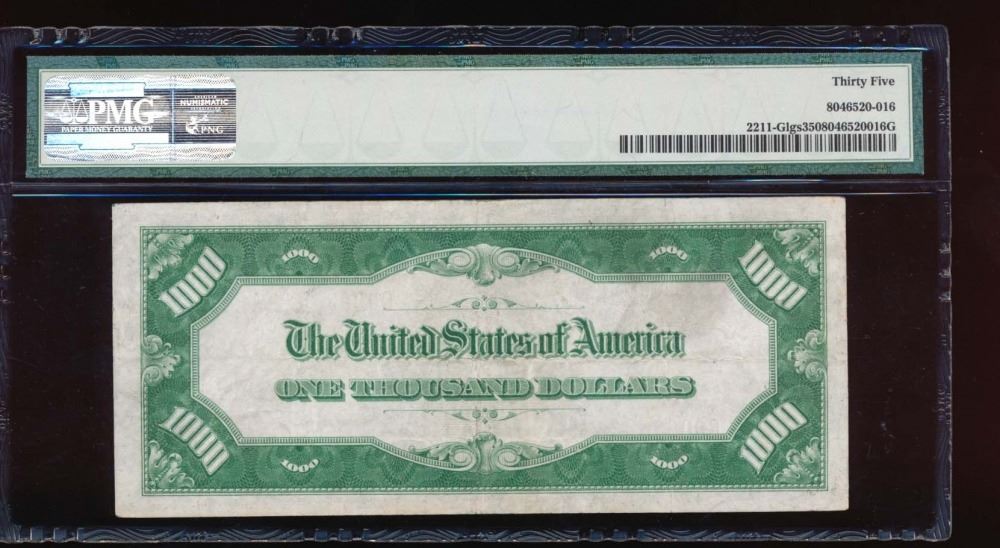 PMG
PAPER MONEY GUARANTY
NUMISMATIC
PNG
Thirty Five
8046520-016
2211-Glgs3508046520016G
1000 1000 1000 1000
The United States of America
ONE THOUSAND DOLLARS
1000 1000 1000 1000